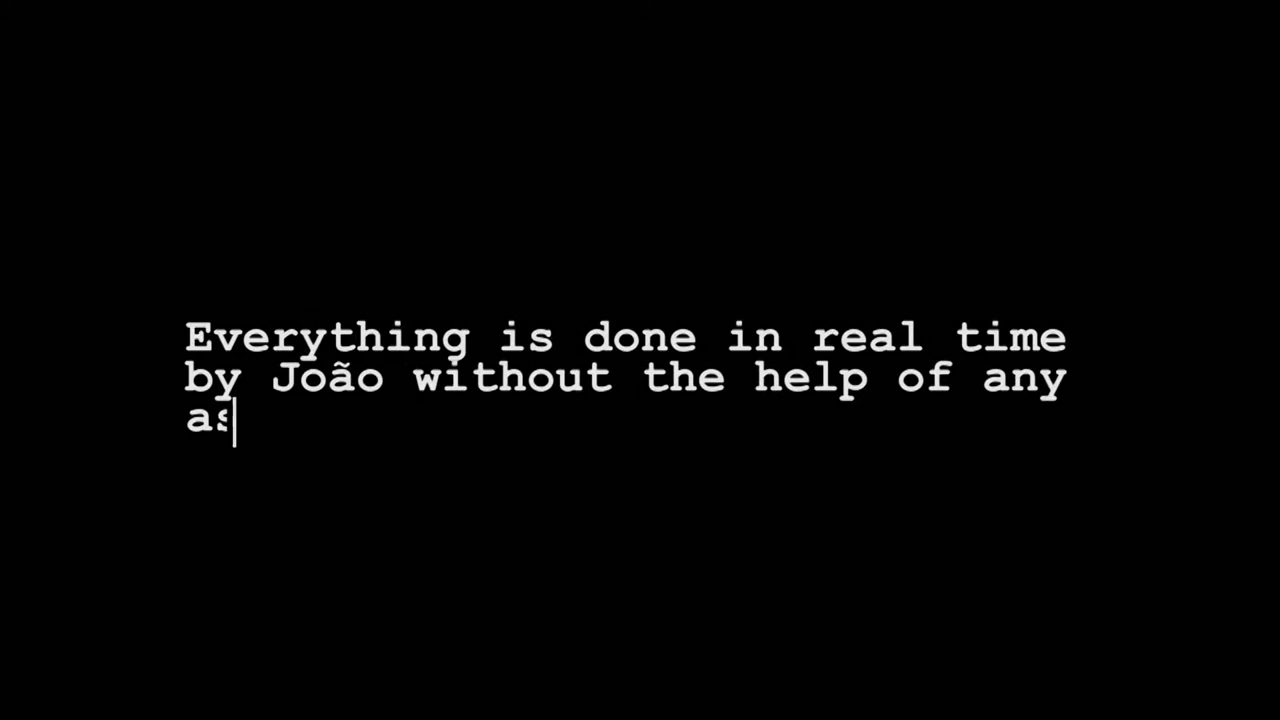 Everything is done in real time
by João without the help of any
as